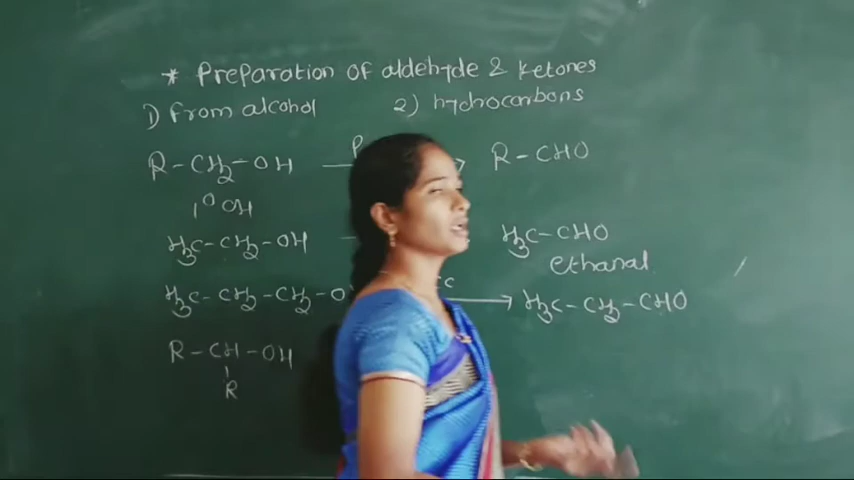 * Preparation of aldehyde & Ketones
1) From alcohol 2) hydrocarbons
R-CH2-OH P R-CHO
1° OH
H3C-CH2-OH H3C-CHO
ethanal
H3C-CH2-CH2-O c H3C-CH2-CHO
R-CH-OH
R